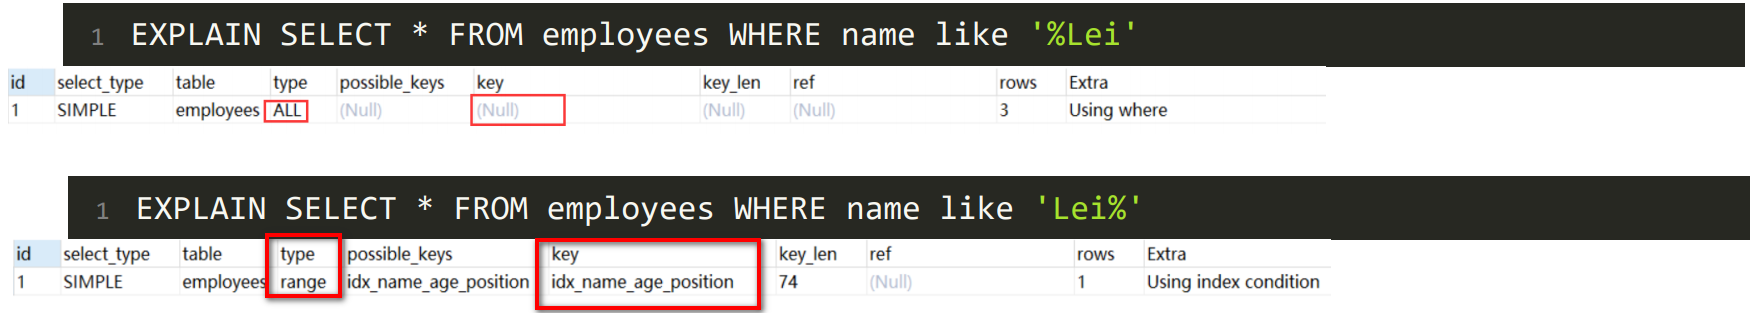 1 EXPLAIN SELECT * FROM employees WHERE name like '%Lei'
id select_type table type possible_keys key key_len ref rows Extra
1 SIMPLE employees ALL (Null) (Null) (Null) (Null) 3 Using where
1 EXPLAIN SELECT * FROM employees WHERE name like 'Lei%'
id select_type table type possible_keys key key_len ref rows Extra
1 SIMPLE employees range idx_name_age_position idx_name_age_position 74 (Null) 1 Using index condition